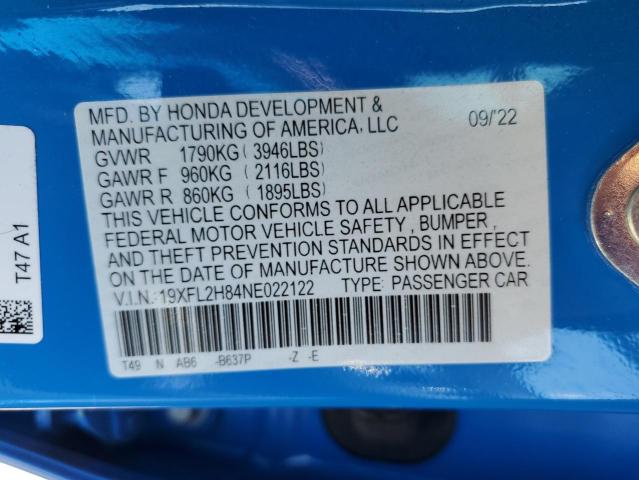 MFD. BY HONDA DEVELOPMENT &
MANUFACTURING OF AMERICA, LLC 09/'22
GVWR 1790KG ( 3946LBS)
GAWR F 960KG ( 2116LBS)
GAWR R 860KG ( 1895LBS)
THIS VEHICLE CONFORMS TO ALL APPLICABLE
FEDERAL MOTOR VEHICLE SAFETY , BUMPER ,
AND THEFT PREVENTION STANDARDS IN EFFECT
ON THE DATE OF MANUFACTURE SHOWN ABOVE.
V.I.N.: 19XFL2H84NE022122 TYPE: PASSENGER CAR
T49 N AB6 -B637P -Z -E
T47 A1